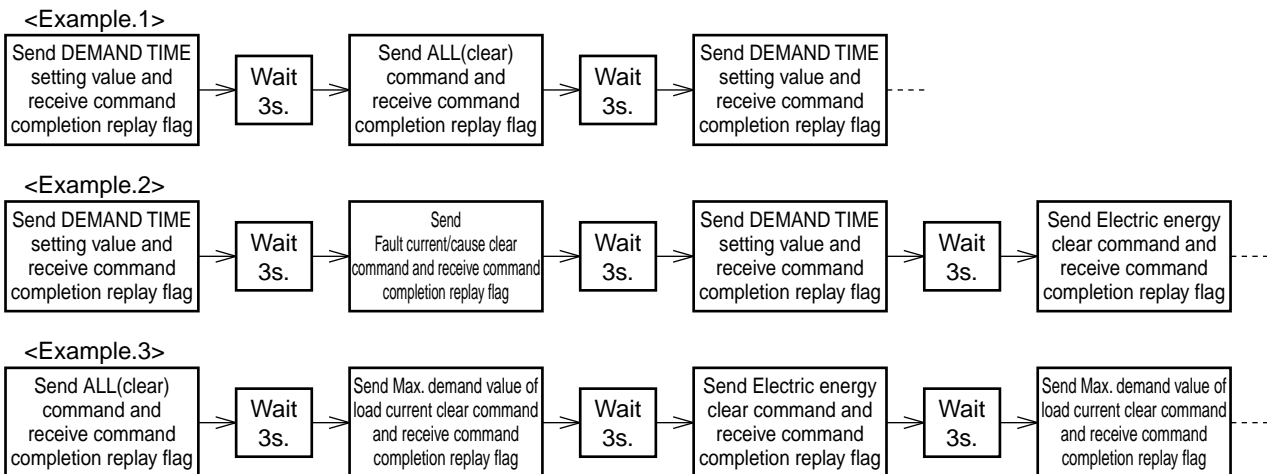 <Example.1>
Send DEMAND TIME
setting value and
receive command
completion replay flag
Wait
3s.
Send ALL(clear)
command and
receive command
completion replay flag
Wait
3s.
Send DEMAND TIME
setting value and
receive command
completion replay flag
<Example.2>
Send DEMAND TIME
setting value and
receive command
completion replay flag
Wait
3s.
Send
Fault current/cause clear
command and receive command
completion replay flag
Wait
3s.
Send DEMAND TIME
setting value and
receive command
completion replay flag
Wait
3s.
Send Electric energy
clear command and
receive command
completion replay flag
<Example.3>
Send ALL(clear)
command and
receive command
completion replay flag
Wait
3s.
Send Max. demand value of
load current clear command
and receive command
completion replay flag
Wait
3s.
Send Electric energy
clear command and
receive command
completion replay flag
Wait
3s.
Send Max. demand value of
load current clear command
and receive command
completion replay flag